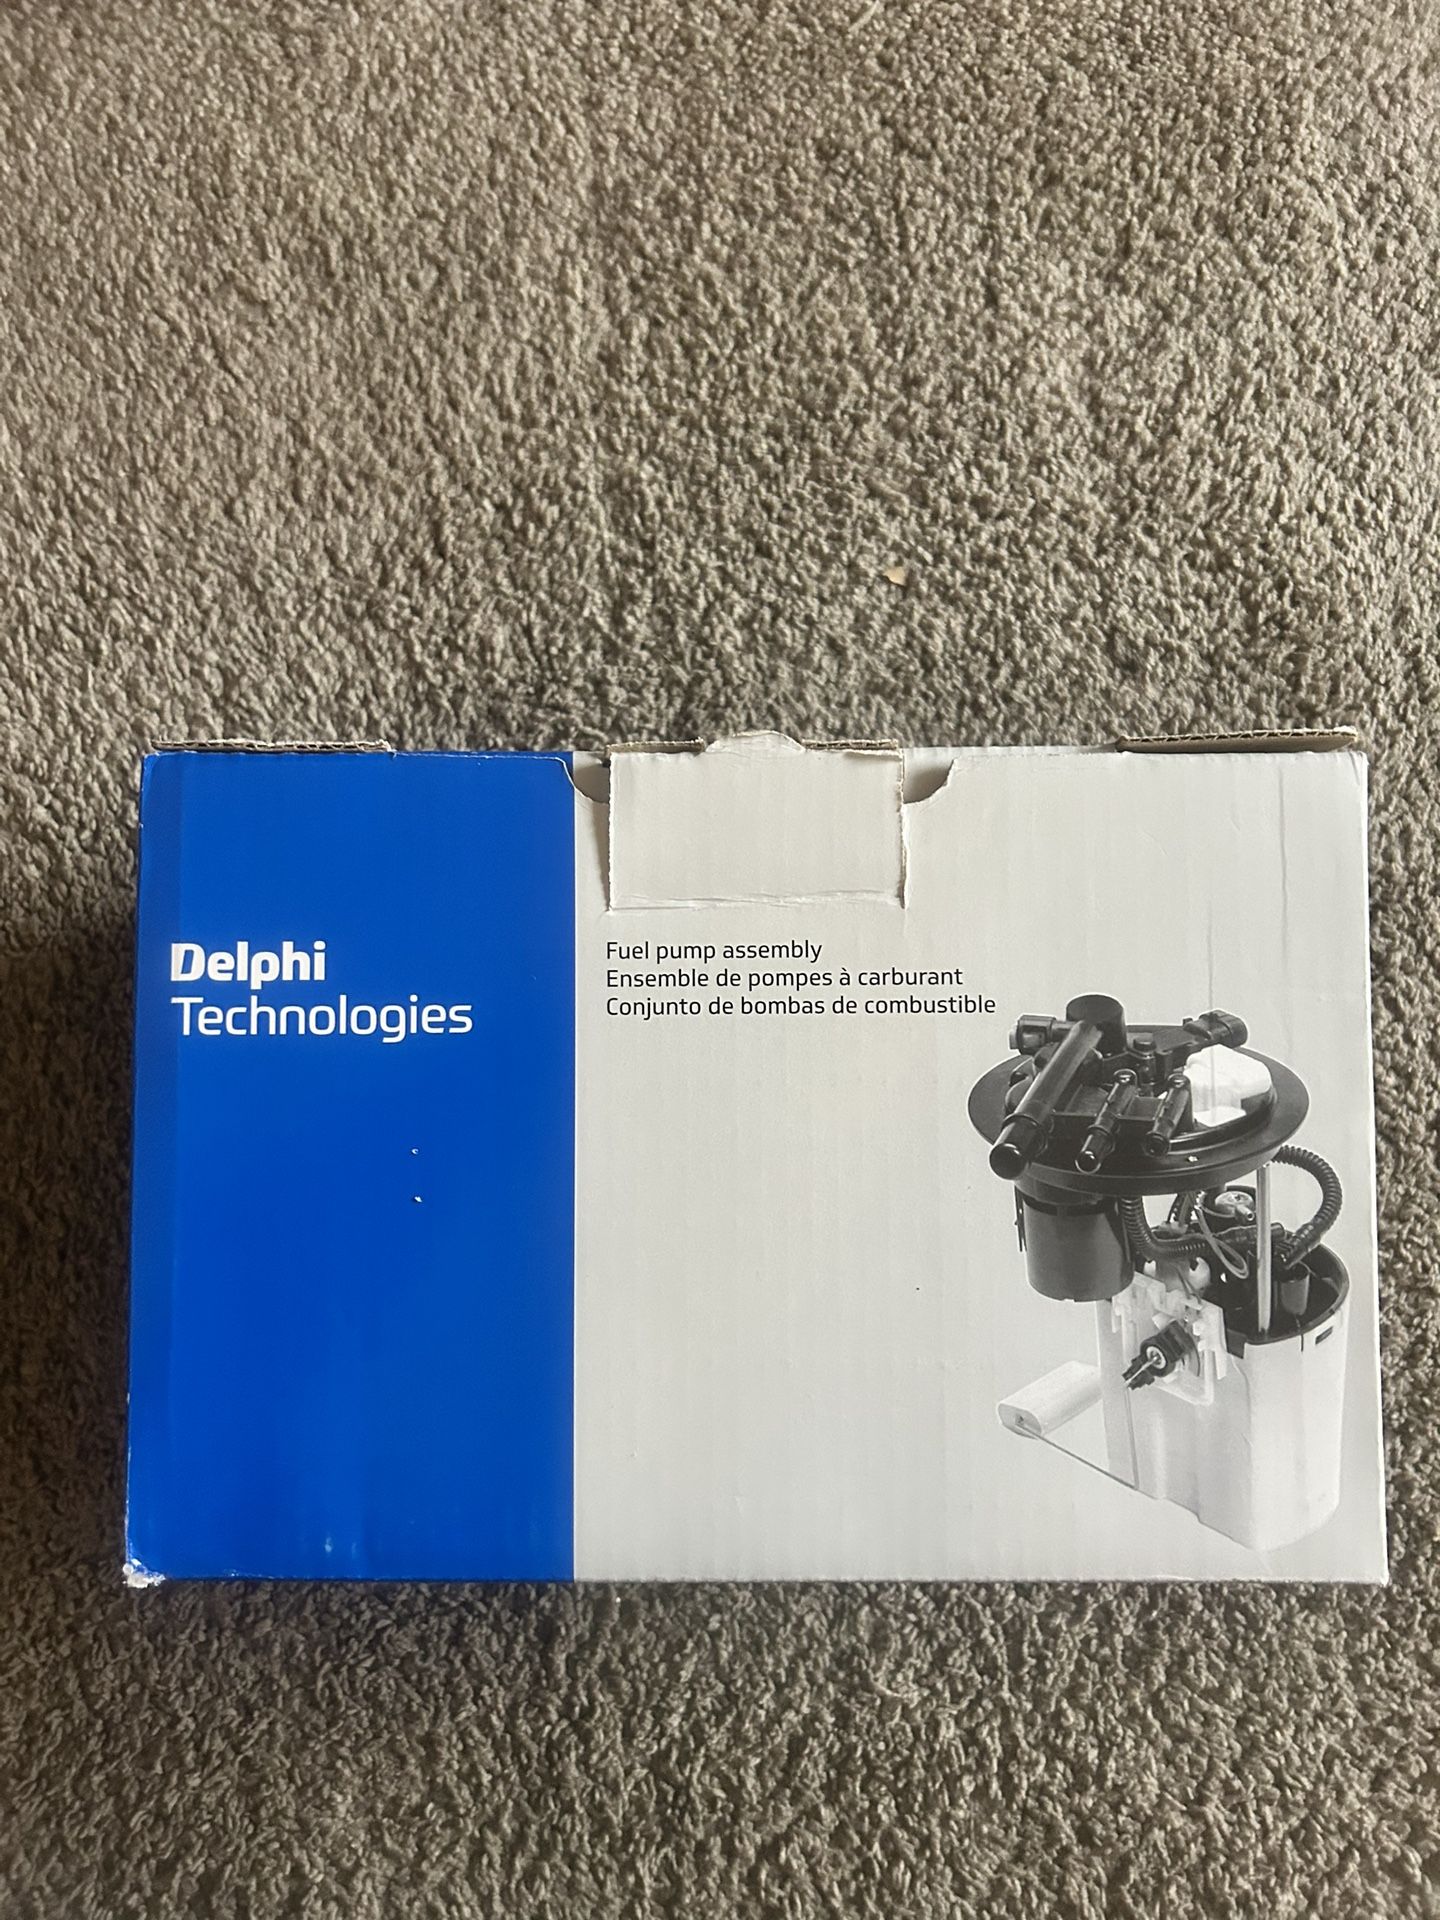 Delphi
Technologies
Fuel pump assembly
Ensemble de pompes à carburant
Conjunto de bombas de combustible